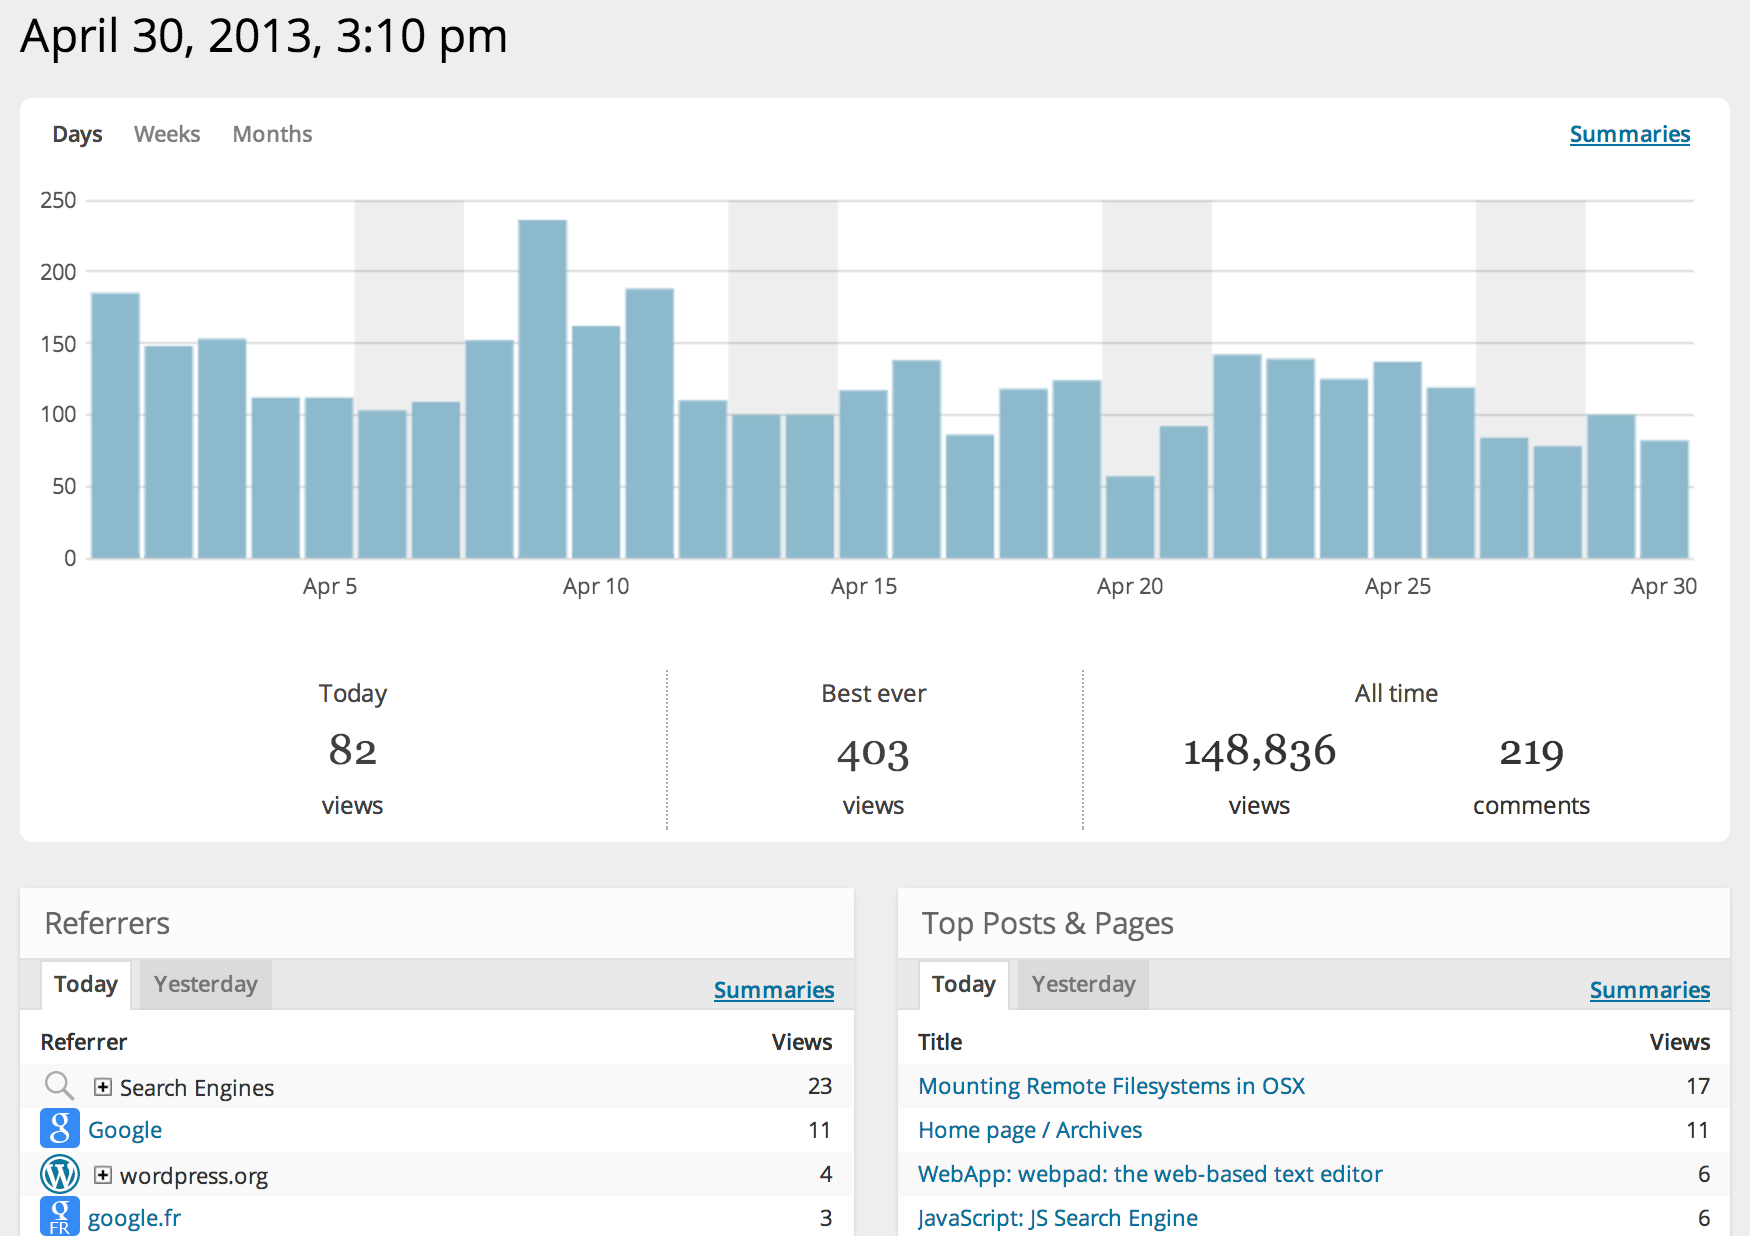 April 30, 2013, 3:10 pm
Days Weeks Months Summaries
250
200
150
100
50
0
Apr 5 Apr 10 Apr 15 Apr 20 Apr 25 Apr 30
Today Best ever All time
82 403 148,836 219
views views views comments
Referrers
Today Yesterday Summaries
Referrer Views
Search Engines 23
g Google 11
W wordpress.org 4
g FR google.fr 3
Top Posts & Pages
Today Yesterday Summaries
Title Views
Mounting Remote Filesystems in OSX 17
Home page / Archives 11
WebApp: webpad: the web-based text editor 6
JavaScript: JS Search Engine 6